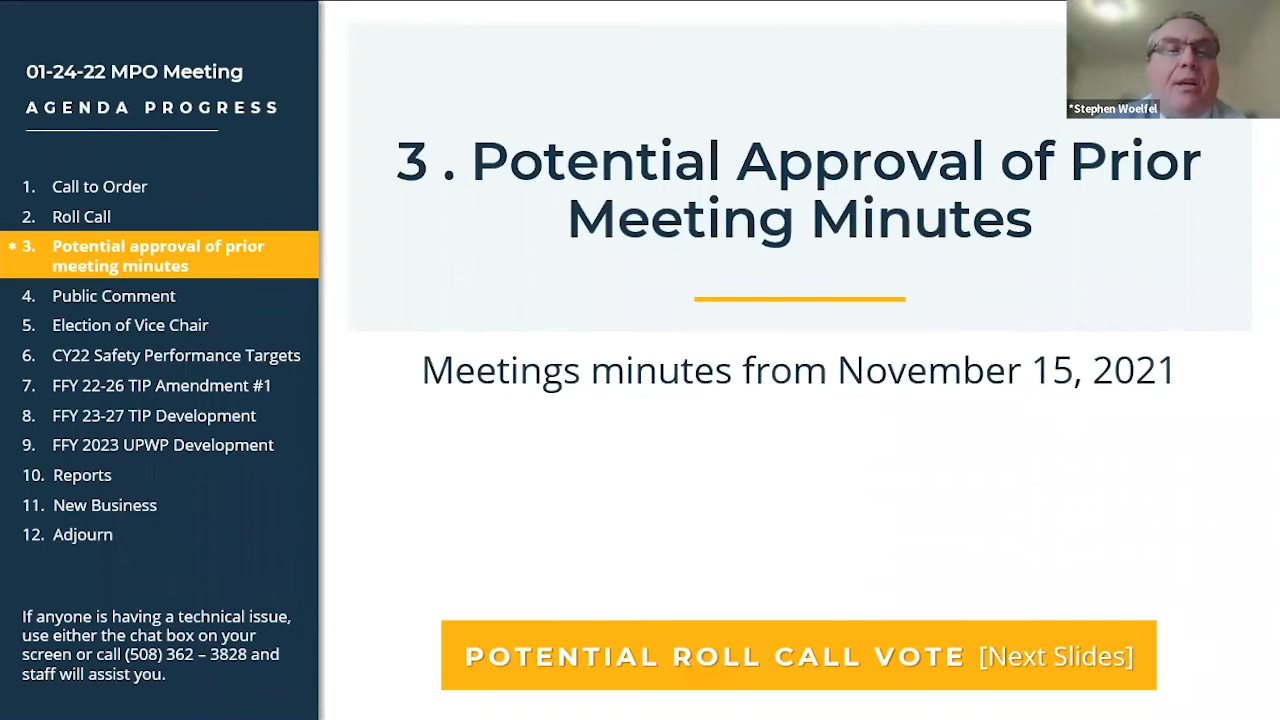 01-24-22 MPO Meeting
AGENDA PROGRESS
1. Call to Order
2. Roll Call
* 3. Potential approval of prior
meeting minutes
4. Public Comment
5. Election of Vice Chair
6. CY22 Safety Performance Targets
7. FFY 22-26 TIP Amendment #1
8. FFY 23-27 TIP Development
9. FFY 2023 UPWP Development
10. Reports
11. New Business
12. Adjourn
If anyone is having a technical issue,
use either the chat box on your
screen or call (508) 362 – 3828 and
staff will assist you.
*Stephen Woelfel
3 . Potential Approval of Prior
Meeting Minutes
Meetings minutes from November 15, 2021
POTENTIAL ROLL CALL VOTE [Next Slides]